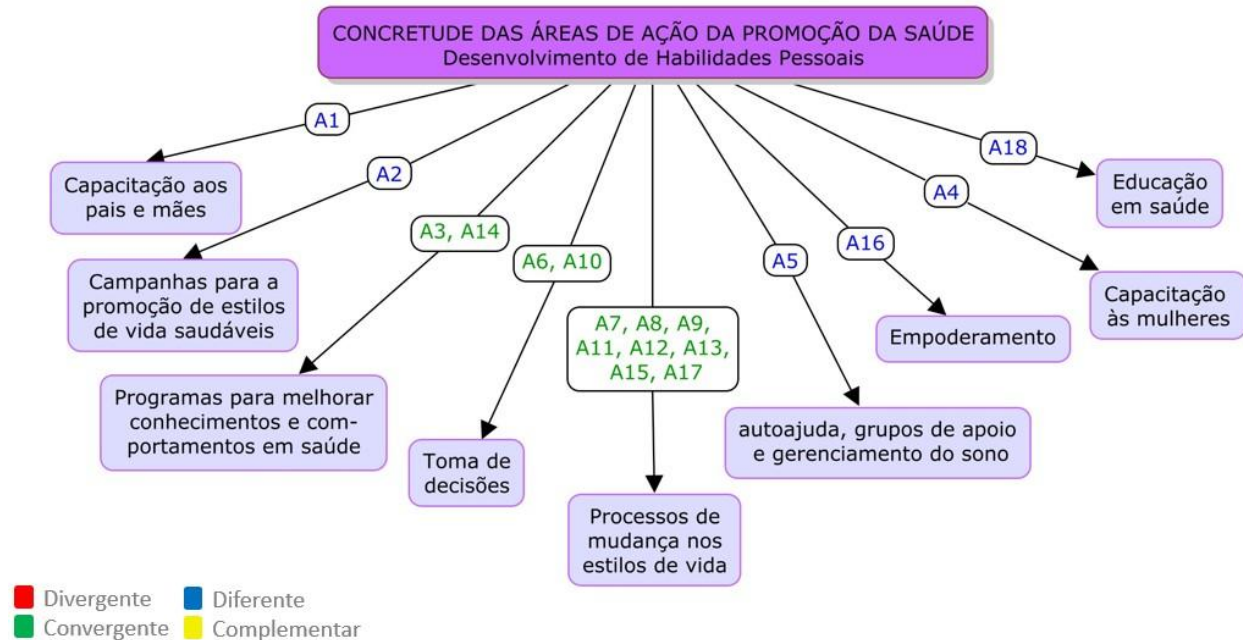 CONCRETUDE DAS ÁREAS DE AÇÃO DA PROMOÇÃO DA SAÚDE
Desenvolvimento de Habilidades Pessoais
A1
Capacitação aos
pais e mães
A2
Campanhas para a
promoção de estilos
de vida saudáveis
A3, A14
Programas para melhorar
conhecimentos e com-
portamentos em saúde
A6, A10
Toma de
decisões
A7, A8, A9,
A11, A12, A13,
A15, A17
Processos de
mudança nos
estilos de vida
A5
autoajuda, grupos de apoio
e gerenciamento do sono
A16
Empoderamento
A4
Capacitação
às mulheres
A18
Educação
em saúde
Divergente
Diferente
Convergente
Complementar